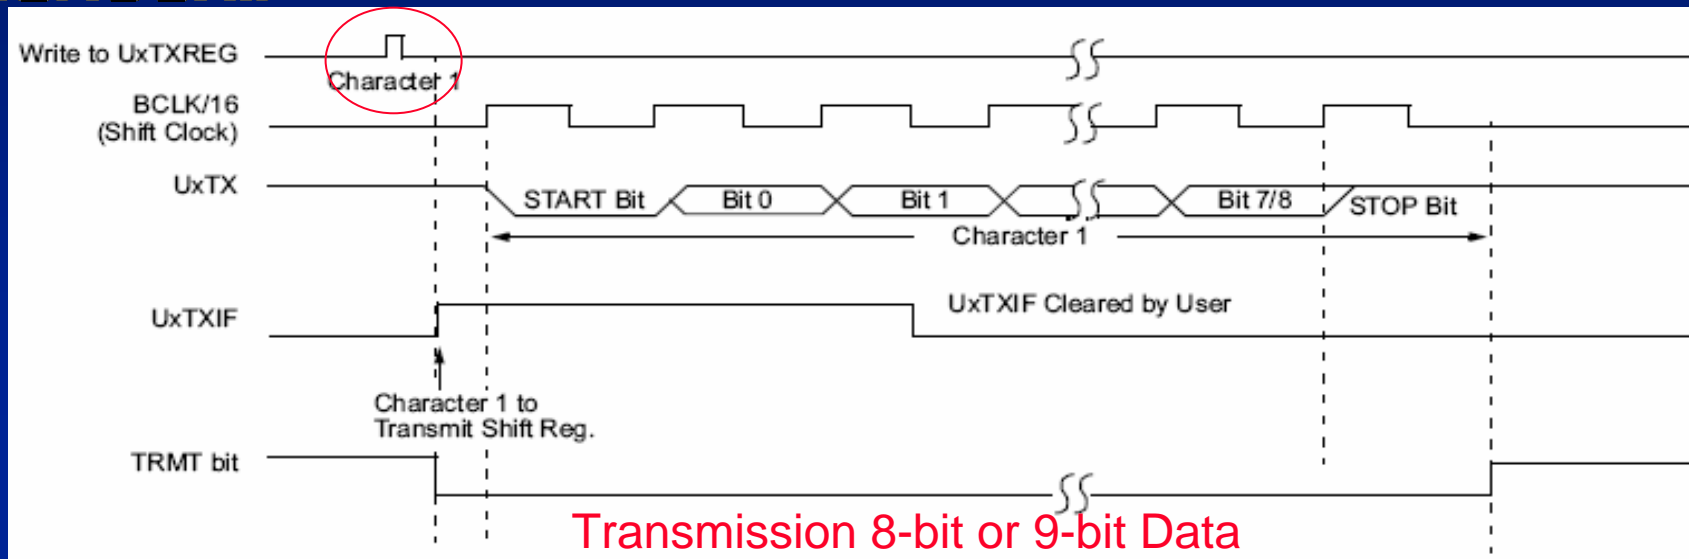 Write to UxTXREG
Character 1
BCLK/16
(Shift Clock)
UxTX
START Bit
Bit 0
Bit 1
Bit 7/8
STOP Bit
Character 1
UxTXIF
UxTXIF Cleared by User
Character 1 to
Transmit Shift Reg.
TRMT bit
Transmission 8-bit or 9-bit Data